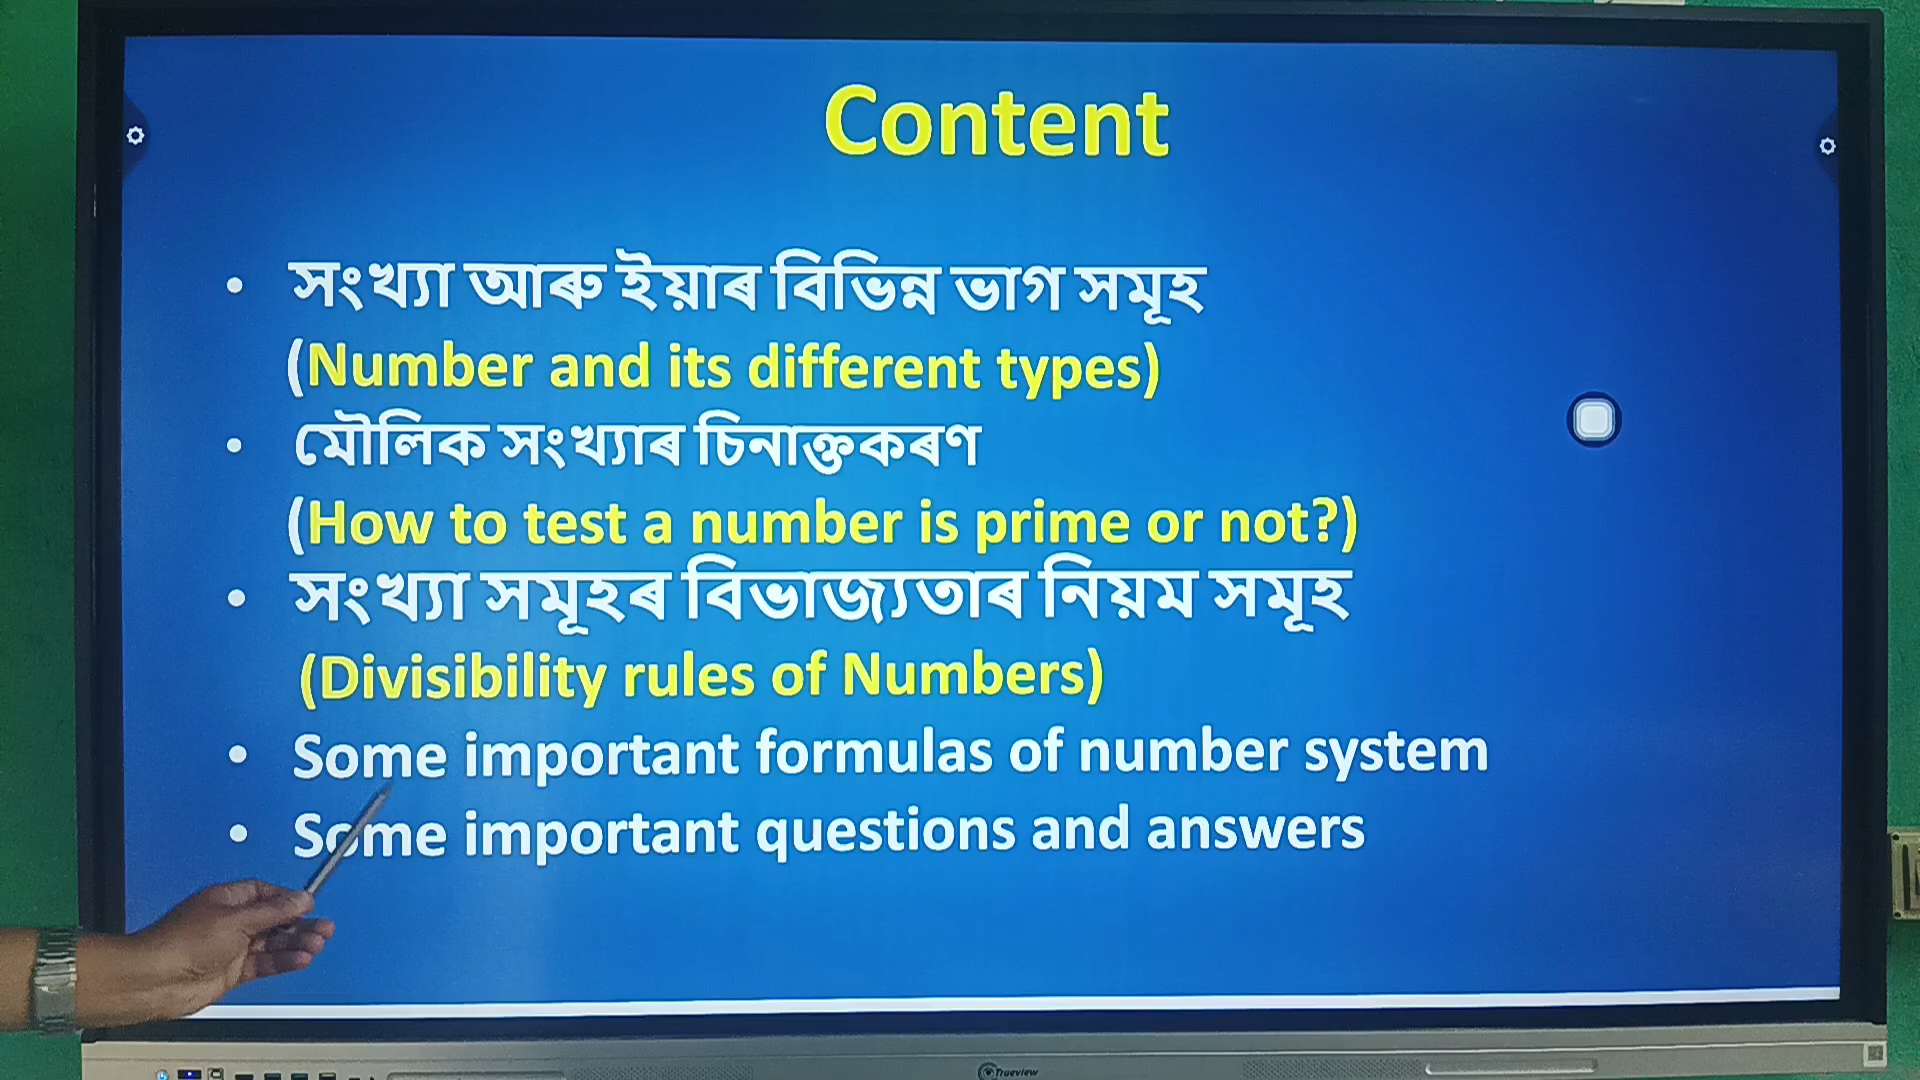 Content
• সংখ্যা আৰু ইয়াৰ বিভিন্ন ভাগ সমূহ
(Number and its different types)
• মৌলিক সংখ্যাৰ চিনাক্তকৰণ
(How to test a number is prime or not?)
• সংখ্যা সমূহৰ বিভাজ্যতাৰ নিয়ম সমূহ
(Divisibility rules of Numbers)
• Some important formulas of number system
• Some important questions and answers
Trueview